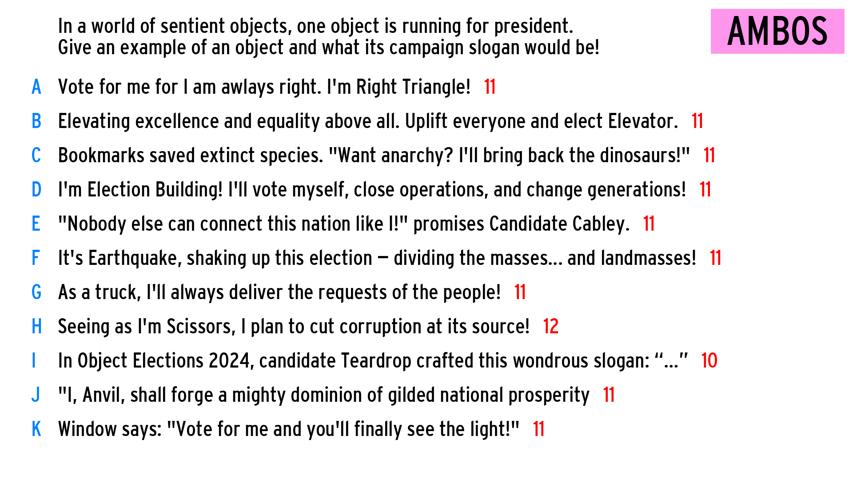 In a world of sentient objects, one object is running for president.
Give an example of an object and what its campaign slogan would be!
AMBOS
A Vote for me for I am awlays right. I'm Right Triangle! 11
B Elevating excellence and equality above all. Uplift everyone and elect Elevator. 11
C Bookmarks saved extinct species. "Want anarchy? I'll bring back the dinosaurs!" 11
D I'm Election Building! I'll vote myself, close operations, and change generations! 11
E "Nobody else can connect this nation like I!" promises Candidate Cabley. 11
F It's Earthquake, shaking up this election – dividing the masses... and landmasses! 11
G As a truck, I'll always deliver the requests of the people! 11
H Seeing as I'm Scissors, I plan to cut corruption at its source! 12
I In Object Elections 2024, candidate Teardrop crafted this wondrous slogan: “...” 10
J "I, Anvil, shall forge a mighty dominion of gilded national prosperity 11
K Window says: "Vote for me and you'll finally see the light!" 11